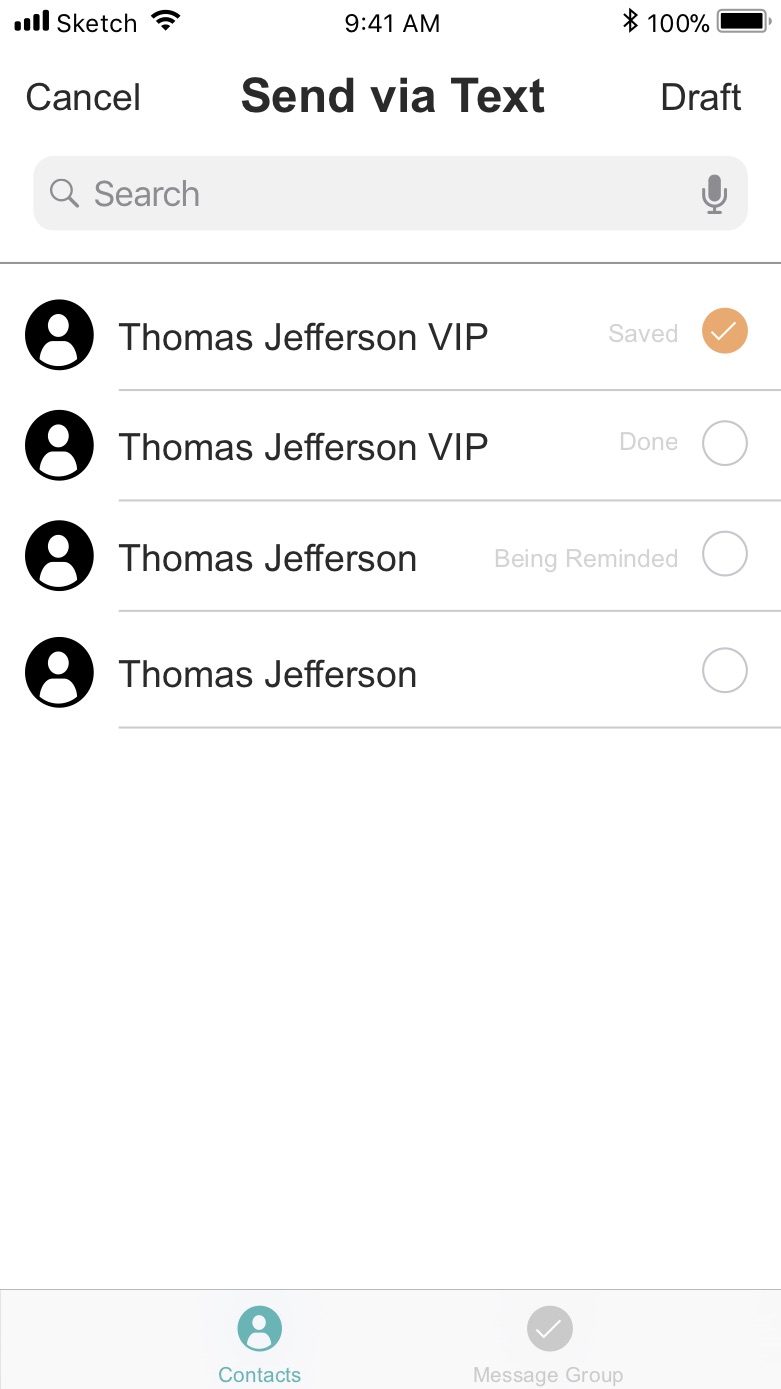 Sketch 9:41 AM 100%
Cancel Send via Text Draft
Search
Thomas Jefferson VIP Saved
Thomas Jefferson VIP Done
Thomas Jefferson Being Reminded
Thomas Jefferson
Contacts Message Group